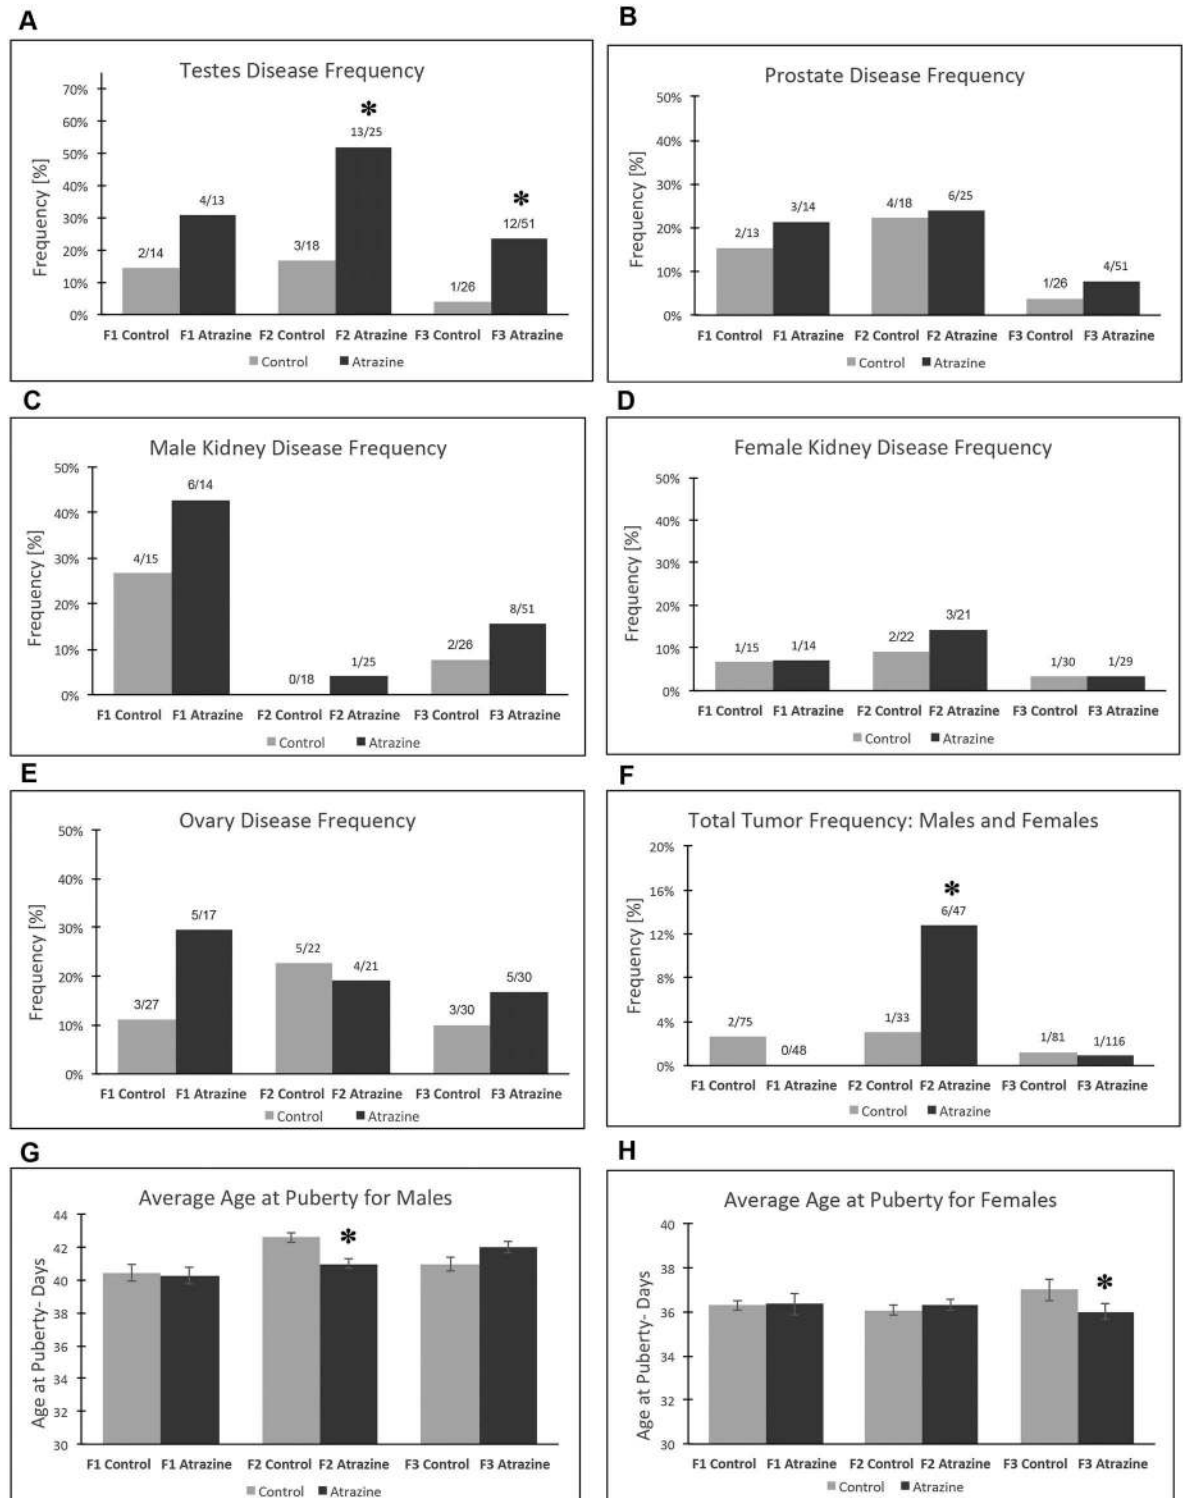 A
Testes Disease Frequency
Frequency [%]
70%
60%
50%
40%
30%
20%
10%
0%
2/14
4/13
3/18
*
13/25
1/26
*
12/51
F1 Control F1 Atrazine F2 Control F2 Atrazine F3 Control F3 Atrazine
Control Atrazine
B
Prostate Disease Frequency
Frequency [%]
50%
40%
30%
20%
10%
0%
2/13
3/14
4/18
6/25
1/26
4/51
F1 Control F1 Atrazine F2 Control F2 Atrazine F3 Control F3 Atrazine
Control Atrazine
C
Male Kidney Disease Frequency
Frequency [%]
50%
40%
30%
20%
10%
0%
4/15
6/14
0/18
1/25
2/26
8/51
F1 Control F1 Atrazine F2 Control F2 Atrazine F3 Control F3 Atrazine
Control Atrazine
D
Female Kidney Disease Frequency
Frequency [%]
50%
40%
30%
20%
10%
0%
1/15
1/14
2/22
3/21
1/30
1/29
F1 Control F1 Atrazine F2 Control F2 Atrazine F3 Control F3 Atrazine
Control Atrazine
E
Ovary Disease Frequency
Frequency [%]
50%
40%
30%
20%
10%
0%
3/27
5/17
5/22
4/21
3/30
5/30
F1 Control F1 Atrazine F2 Control F2 Atrazine F3 Control F3 Atrazine
Control Atrazine
F
Total Tumor Frequency: Males and Females
Frequency [%]
20%
16%
12%
8%
4%
0%
2/75
0/48
1/33
*
6/47
1/81
1/116
F1 Control F1 Atrazine F2 Control F2 Atrazine F3 Control F3 Atrazine
Control Atrazine
G
Average Age at Puberty for Males
Age at Puberty- Days
44
42
40
38
36
34
32
30
*
F1 Control F1 Atrazine F2 Control F2 Atrazine F3 Control F3 Atrazine
Control Atrazine
H
Average Age at Puberty for Females
Age at Puberty- Days
40
38
36
34
32
30
*
F1 Control F1 Atrazine F2 Control F2 Atrazine F3 Control F3 Atrazine
Control Atrazine